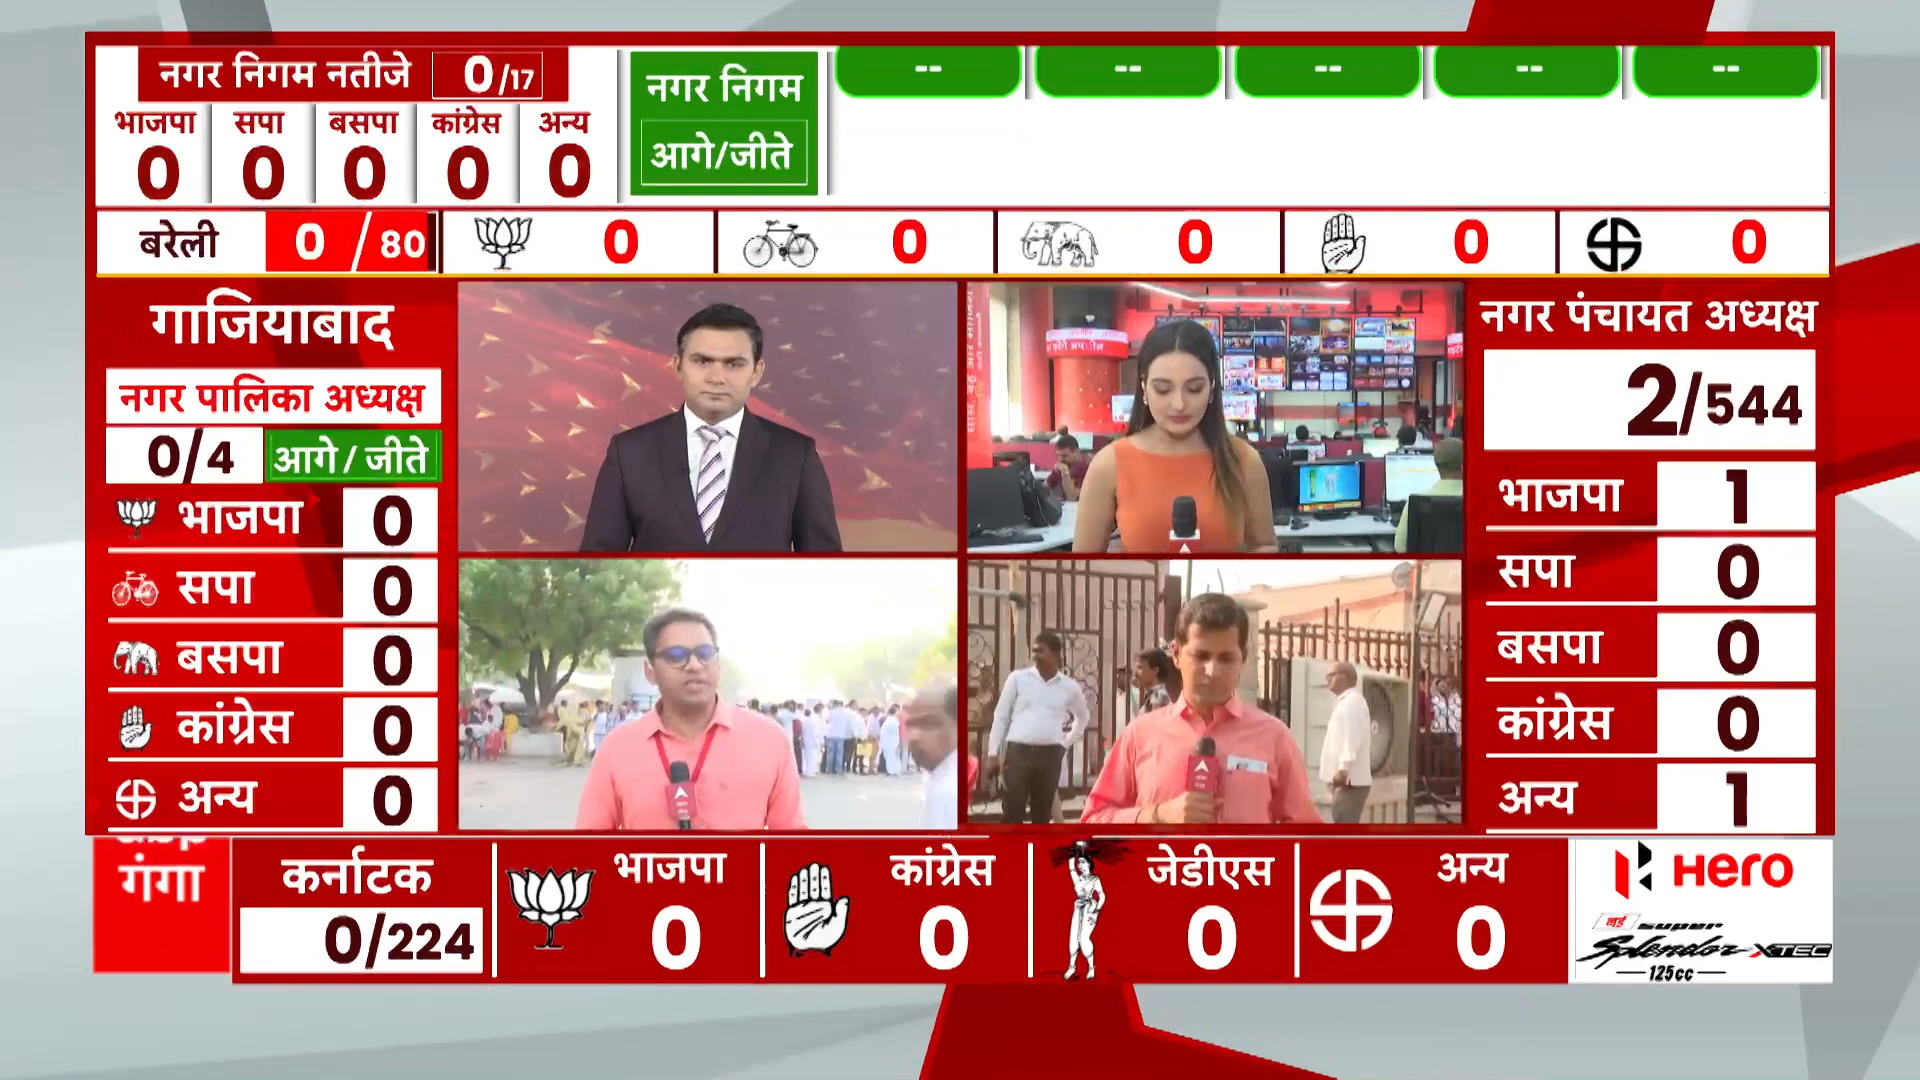 नगर निगम नतीजे 0/17
भाजपा सपा बसपा कांग्रेस अन्य
0 0 0 0 0
नगर निगम
आगे/जीते
-- -- -- -- --
बरेली 0/80 0 0 0 0 0
गाजियाबाद
नगर पालिका अध्यक्ष
0/4 आगे/जीते
भाजपा 0
सपा 0
बसपा 0
कांग्रेस 0
अन्य 0
नगर पंचायत अध्यक्ष
2/544
भाजपा 1
सपा 0
बसपा 0
कांग्रेस 0
अन्य 1
गंगा
कर्नाटक
0/224
भाजपा 0
कांग्रेस 0
जेडीएस 0
अन्य 0
Hero
नई super
Splendor XTEC
125cc